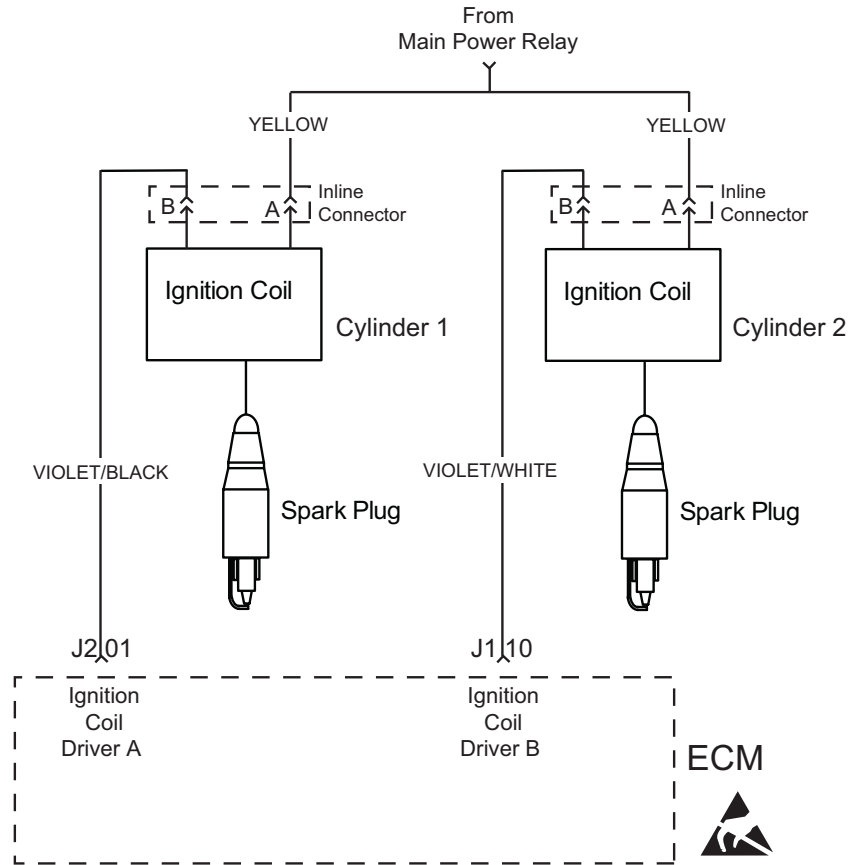 From
Main Power Relay
YELLOW
YELLOW
B
A
Inline
Connector
B
A
Inline
Connector
Ignition Coil
Cylinder 1
Ignition Coil
Cylinder 2
VIOLET/BLACK
VIOLET/WHITE
Spark Plug
Spark Plug
J2 01
J1 10
Ignition
Coil
Driver A
Ignition
Coil
Driver B
ECM